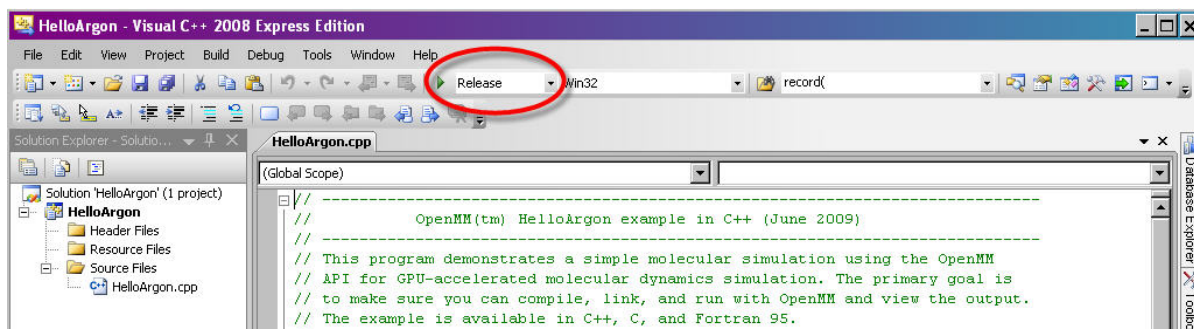 HelloArgon - Visual C++ 2008 Express Edition
File Edit View Project Build Debug Tools Window Help
Release Win32 record(
Solution Explorer - Solutio...
HelloArgon.cpp
(Global Scope)
Solution 'HelloArgon' (1 project)
HelloArgon
Header Files
Resource Files
Source Files
HelloArgon.cpp
// -----------------------------------------------------------------------------
// OpenMM(tm) HelloArgon example in C++ (June 2009)
// -----------------------------------------------------------------------------
// This program demonstrates a simple molecular simulation using the OpenMM
// API for GPU-accelerated molecular dynamics simulation. The primary goal is
// to make sure you can compile, link, and run with OpenMM and view the output.
// The example is available in C++, C, and Fortran 95.
Database Explorer
Toolbo